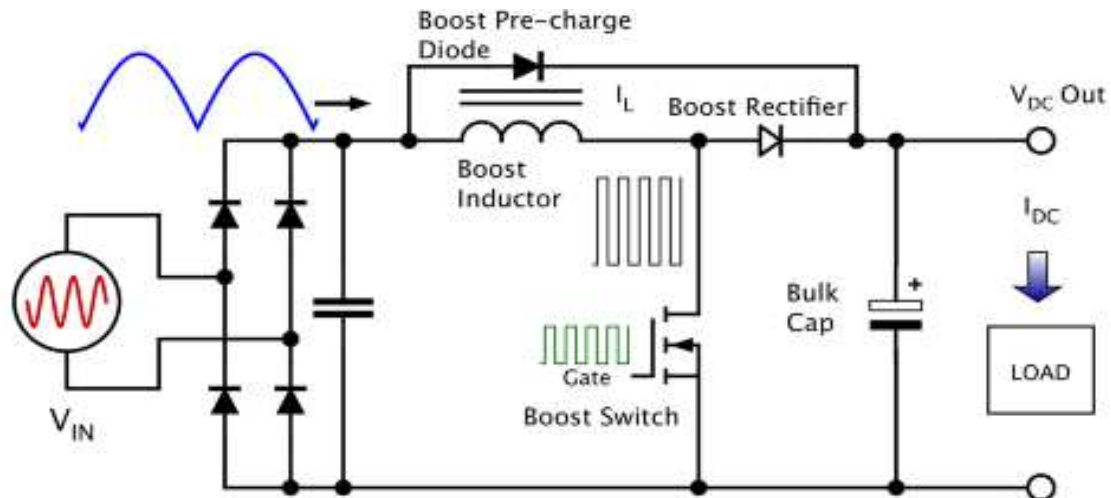 Boost Pre-charge
Diode
I_L
Boost Rectifier
V_DC Out
Boost
Inductor
I_DC
Bulk
Cap
+
Gate
LOAD
V_IN
Boost Switch